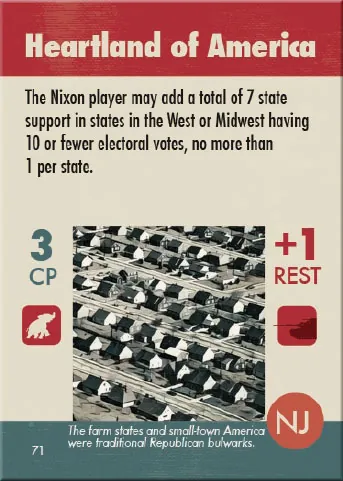 Heartland of America
The Nixon player may add a total of 7 state
support in states in the West or Midwest having
10 or fewer electoral votes, no more than
1 per state.
3
CP
+1
REST
The farm states and small-town America
were traditional Republican bulwarks.
NJ
71